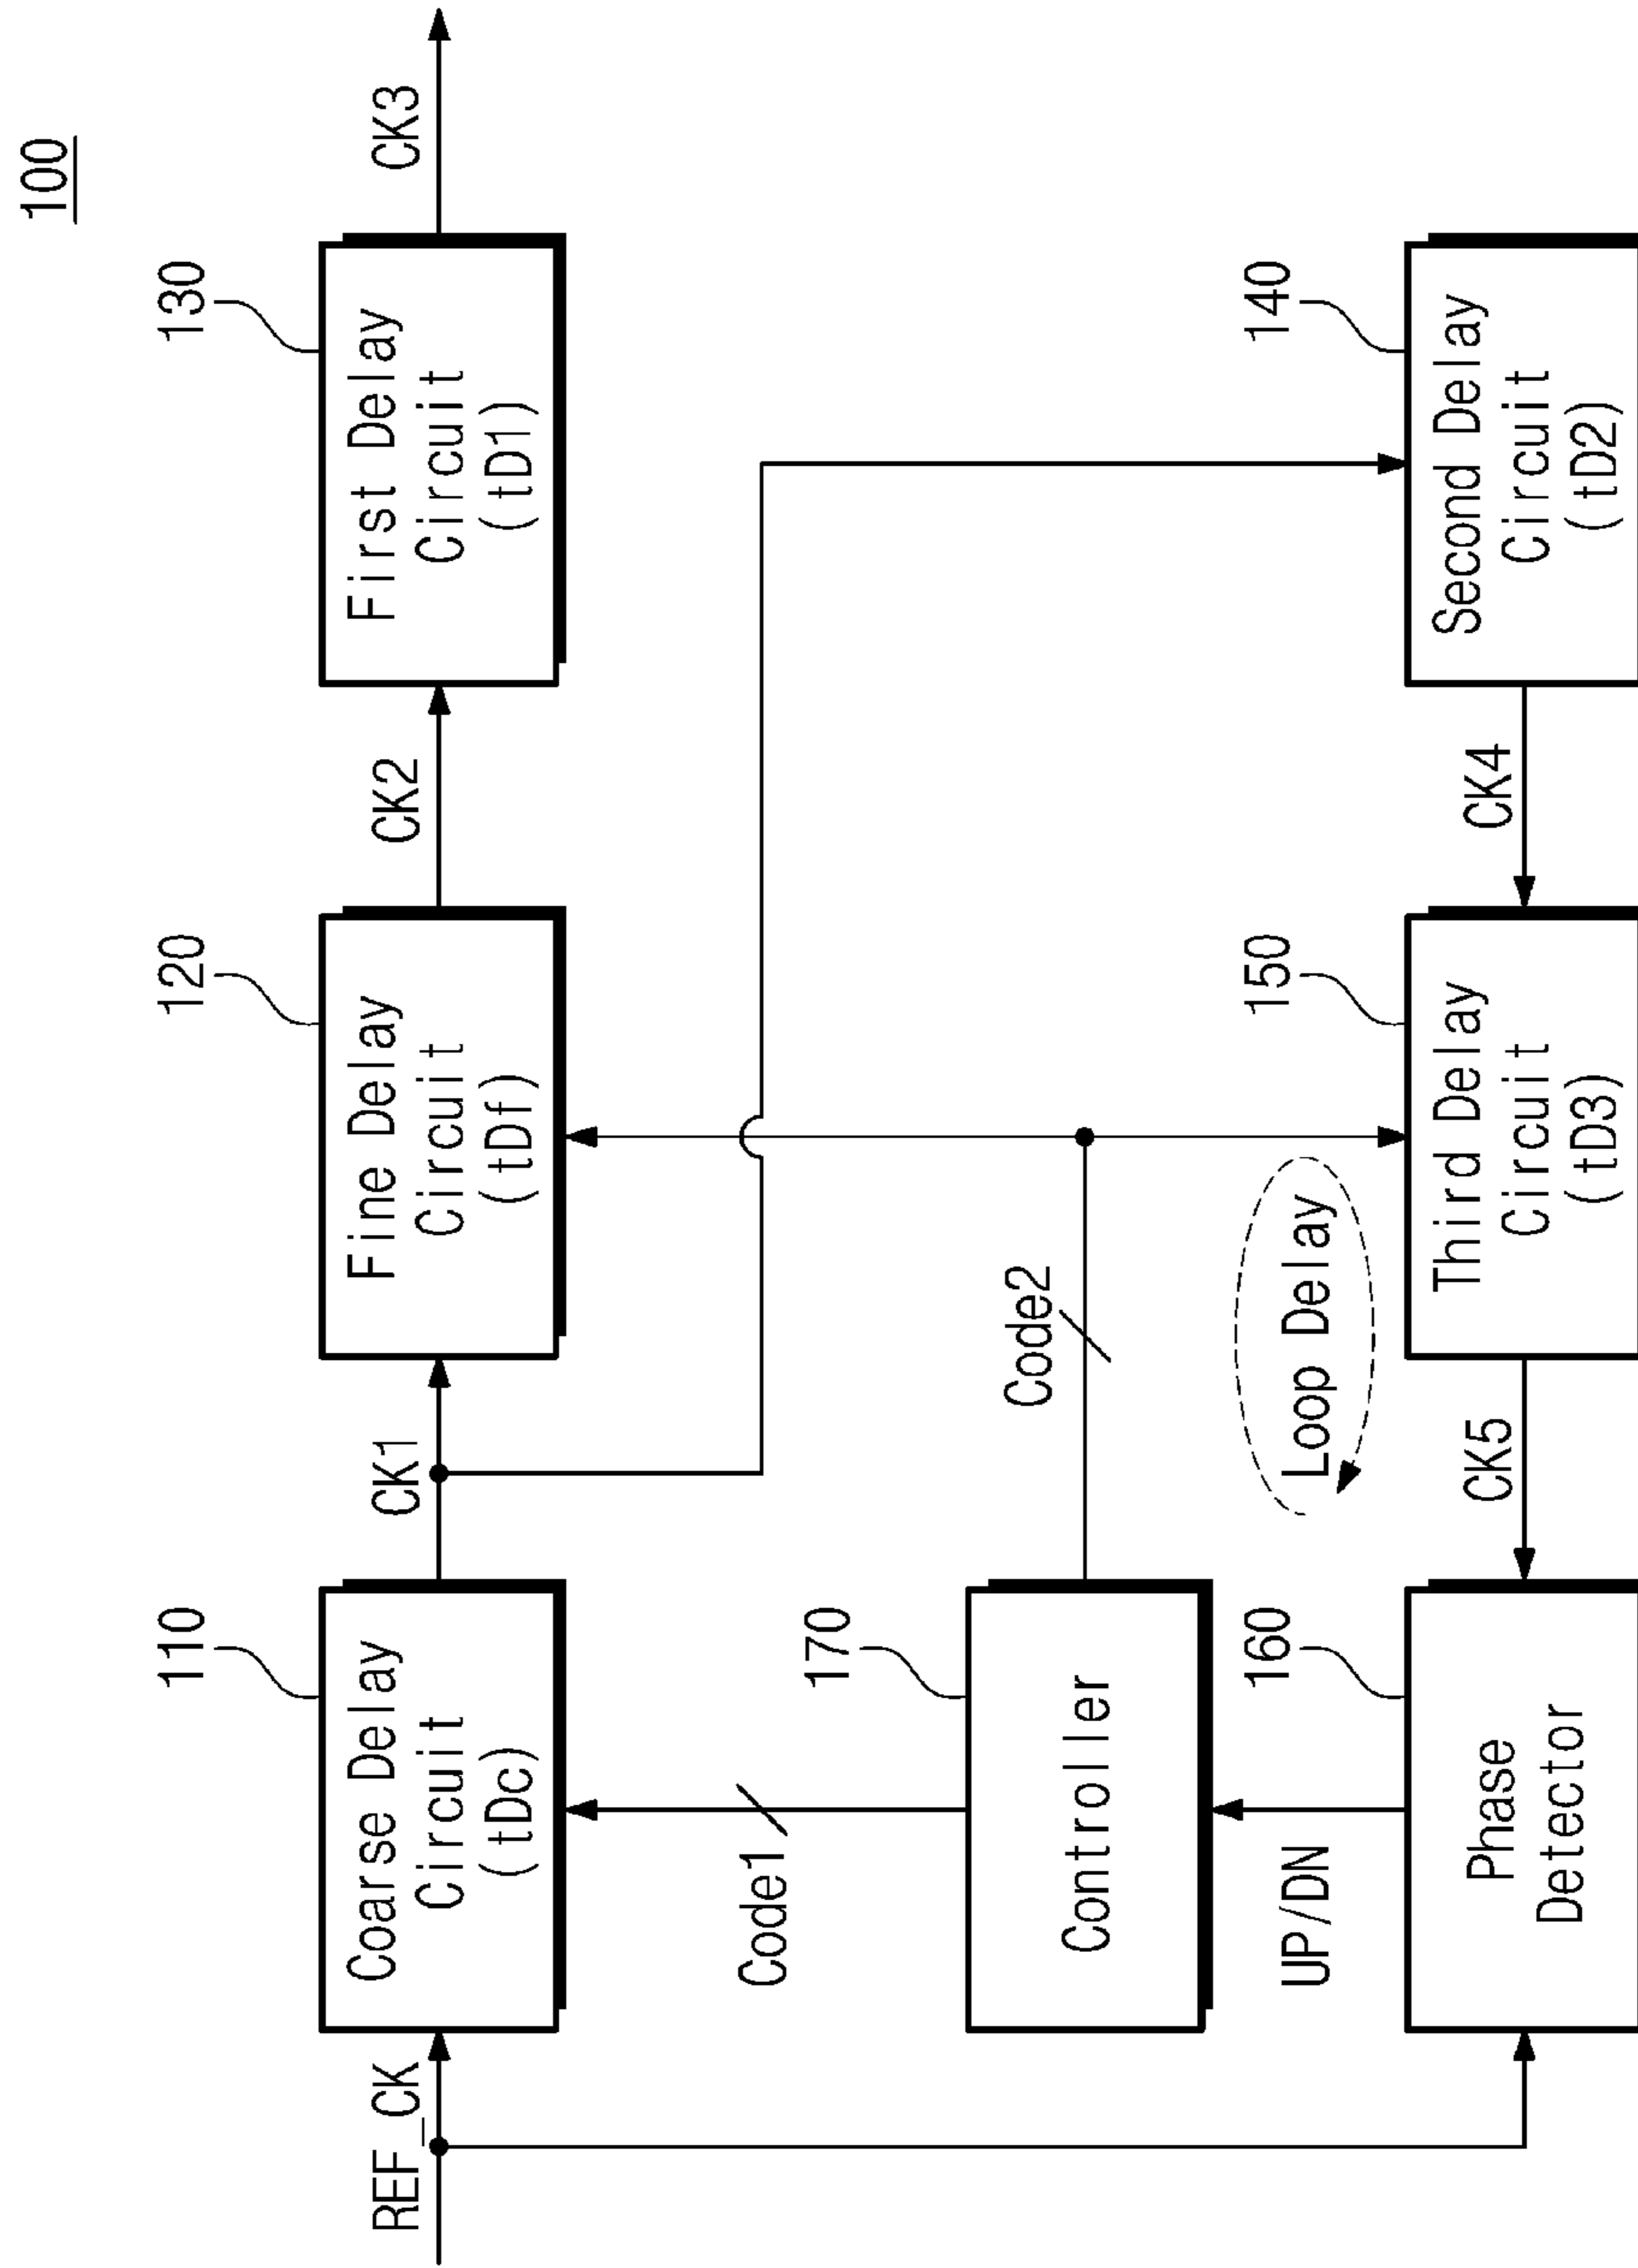 100
110
120
130
REF_CK
Coarse Delay
Circuit
(tDc)
CK1
Fine Delay
Circuit
(tDf)
CK2
First Delay
Circuit
(tD1)
CK3
Code1
170
Controller
Code2
UP/DN
Loop Delay
160
150
140
Phase
Detector
CK5
Third Delay
Circuit
(tD3)
CK4
Second Delay
Circuit
(tD2)